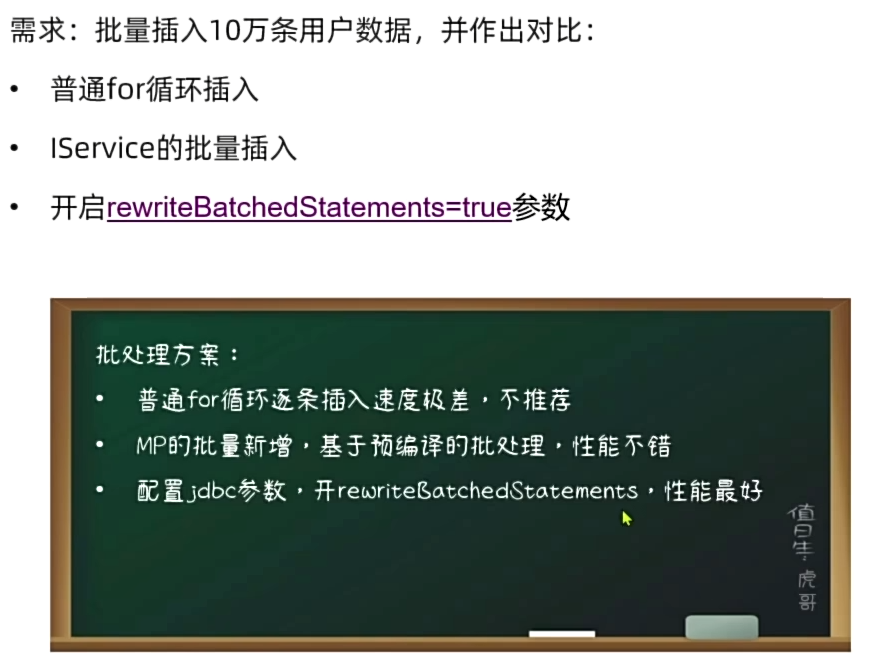 需求：批量插入10万条用户数据，并作出对比：
• 普通for循环插入
• IService的批量插入
• 开启rewriteBatchedStatements=true参数
批处理方案：
• 普通for循环逐条插入速度极差，不推荐
• MP的批量新增，基于预编译的批处理，性能不错
• 配置jdbc参数，开rewriteBatchedStatements，性能最好
值日生：虎哥